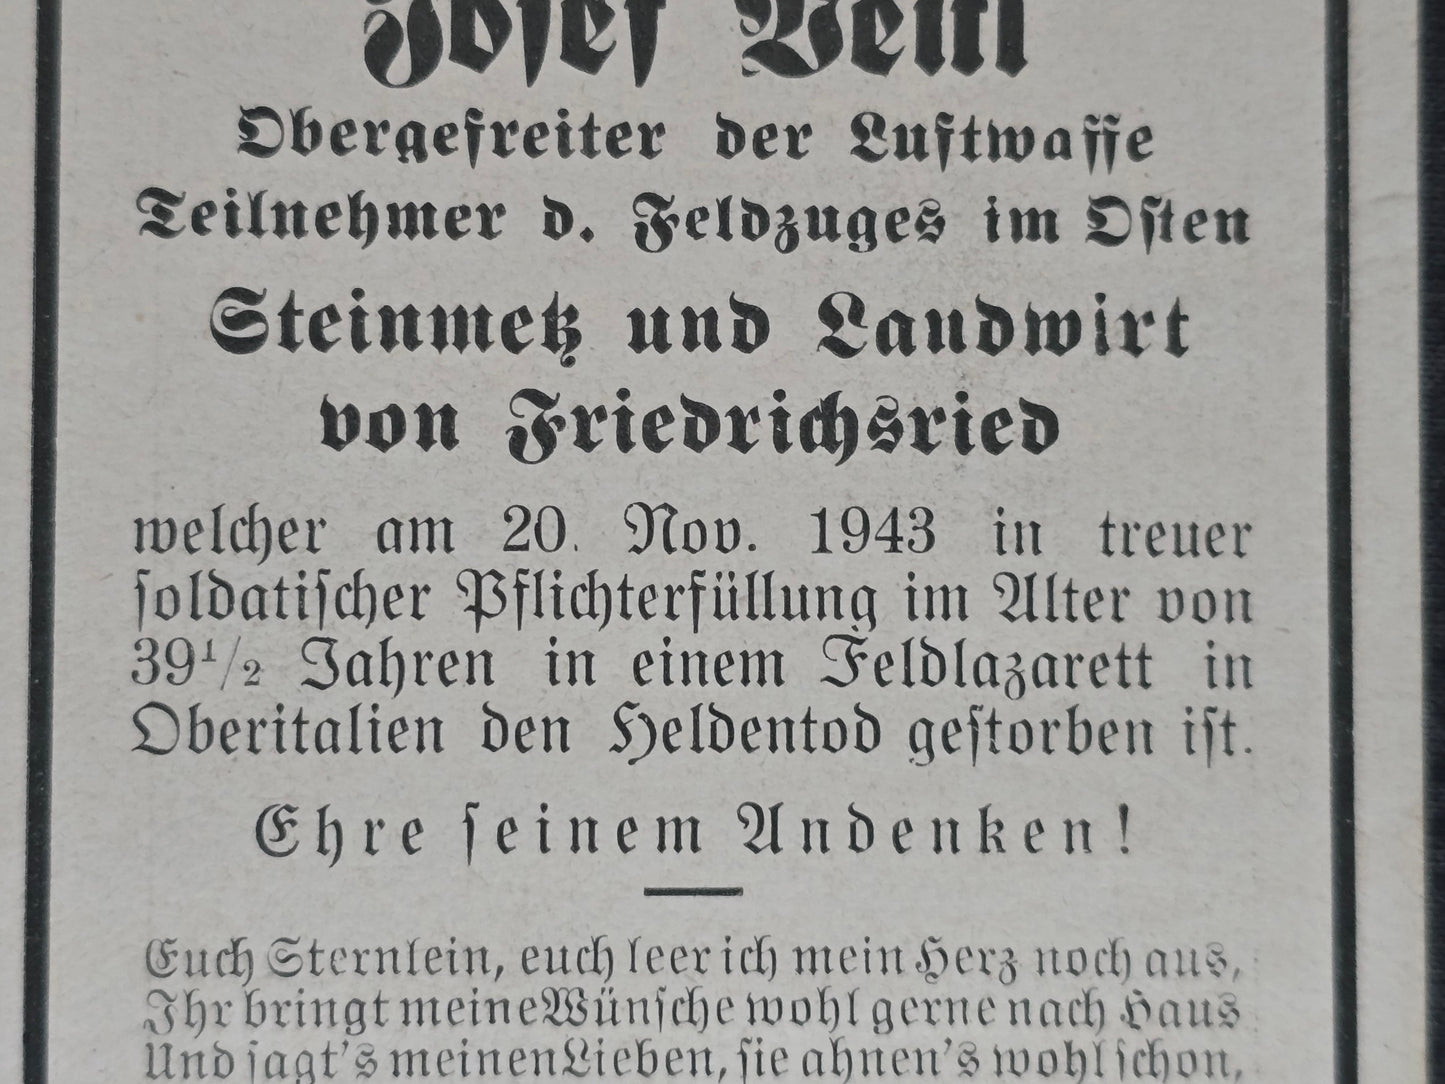 Josef
Obergefreiter der Luftwaffe
Teilnehmer d. Feldzuges im Osten
Steinmetz und Landwirt
von Friedrichsried
welcher am 20. Nov. 1943 in treuer
soldatischer Pflichterfüllung im Alter von
39 1/2 Jahren in einem Feldlazarett in
Oberitalien den Heldentod gestorben ist.
Ehre seinem Andenken!
Euch Sternlein, euch leer ich mein Herz noch aus,
Ihr bringt meine Wünsche wohl gerne nach Haus
Und sagt's meinen Lieben, sie ahnen's wohl schon,